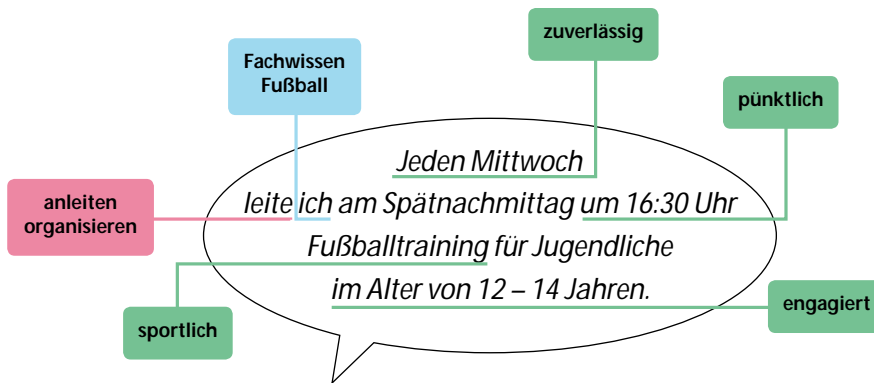 zuverlässig
Fachwissen
Fußball
pünktlich
Jeden Mittwoch
anleiten
organisieren
leite ich am Spätnachmittag um 16:30 Uhr
Fußballtraining für Jugendliche
im Alter von 12 – 14 Jahren.
engagiert
sportlich